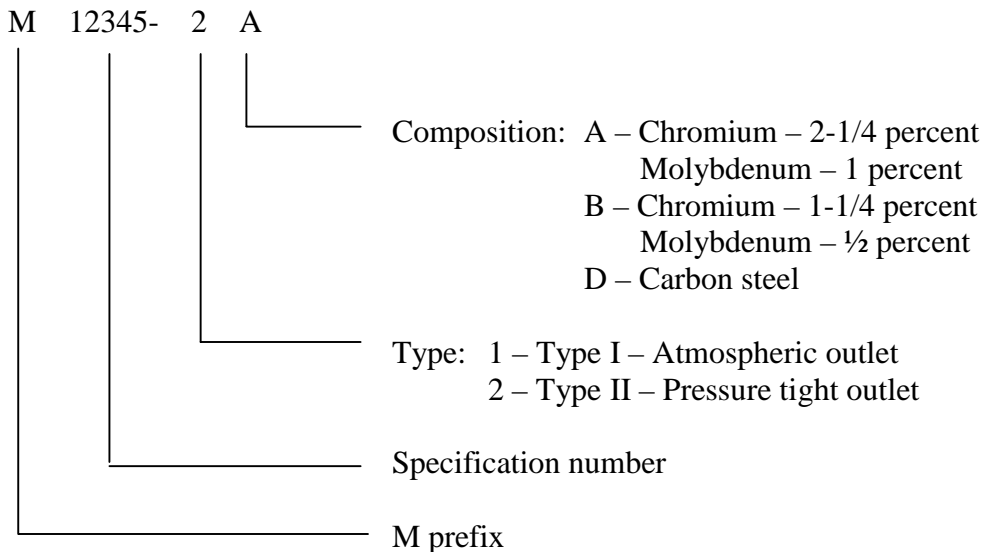 M 12345- 2 A
Composition: A – Chromium – 2-1/4 percent
Molybdenum – 1 percent
B – Chromium – 1-1/4 percent
Molybdenum – ½ percent
D – Carbon steel
Type: 1 – Type I – Atmospheric outlet
2 – Type II – Pressure tight outlet
Specification number
M prefix